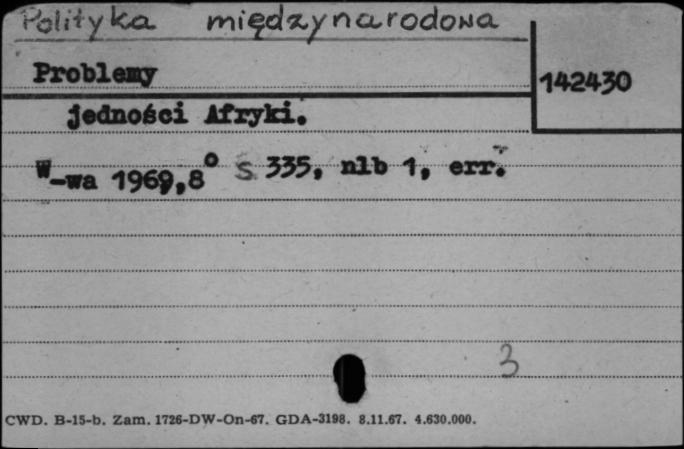 Polityka międzynarodowa
Problemy
142430
jedności Afryki.
W-wa 1969,8° S 335, nlb 1, err.
3
CWD. B-15-b. Zam. 1726-DW-On-67. GDA-3198. 8.11.67. 4.630.000.